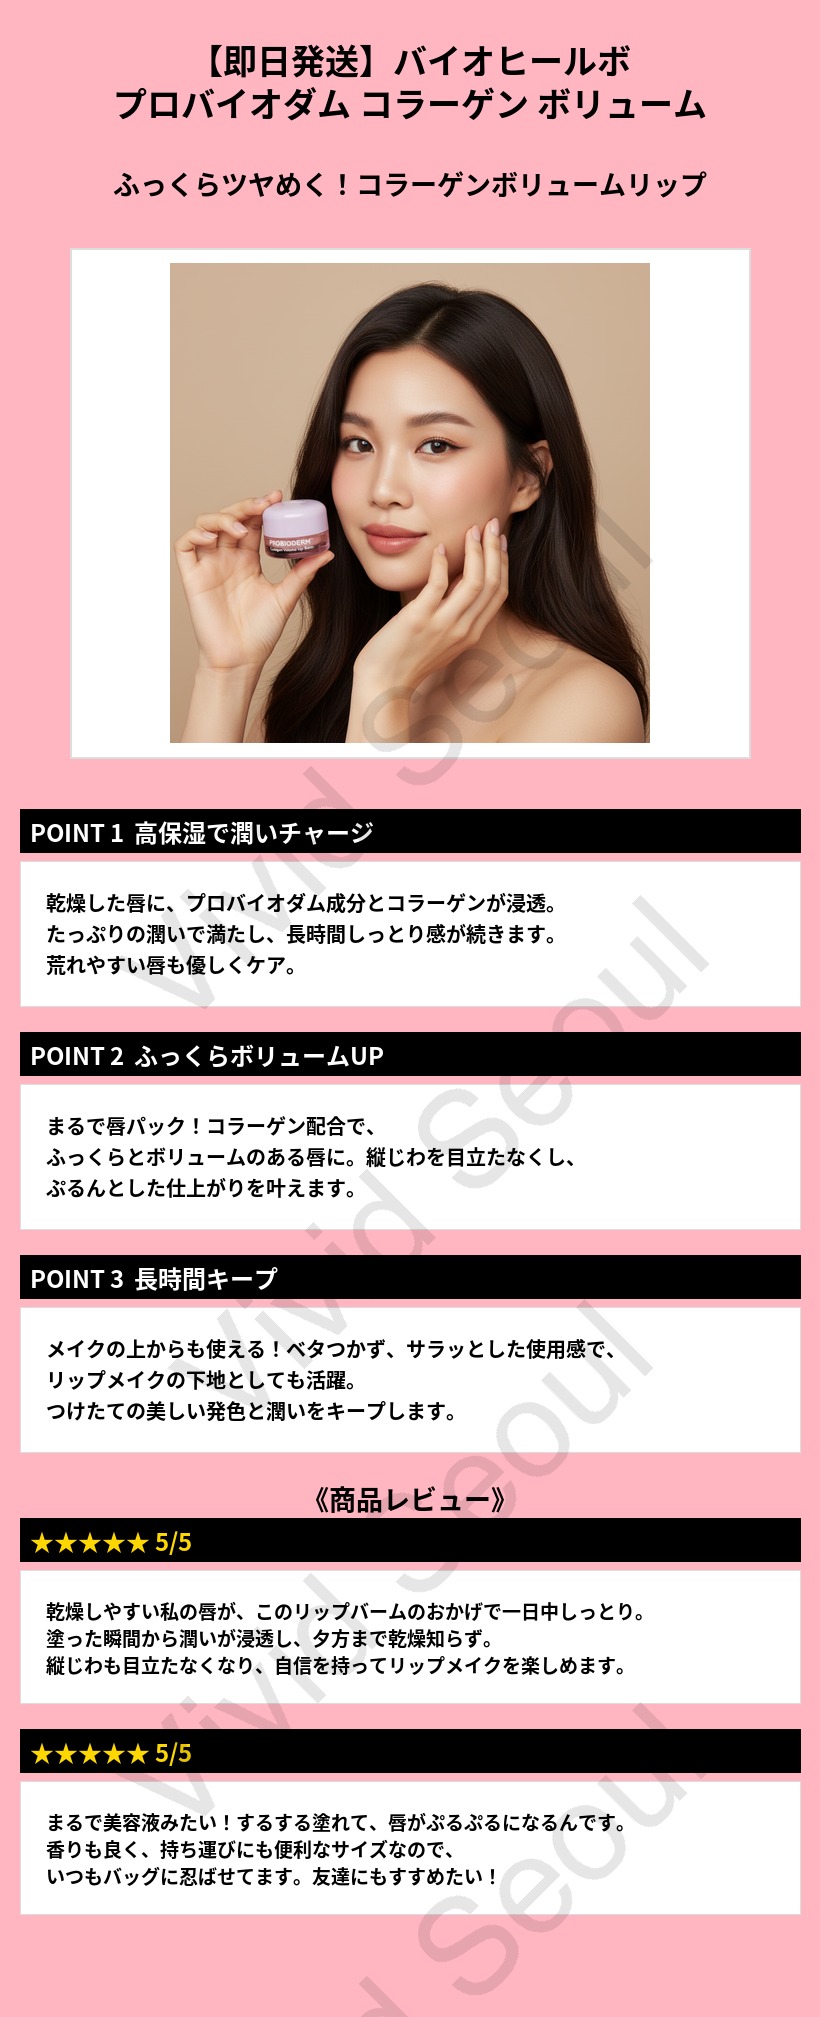 【即日発送】バイオヒールボ
プロバイオダム コラーゲン ボリューム
ふっくらツヤめく！コラーゲンボリュームリップ
PROBIODERM
Collagen Volume Lip Balm
POINT 1 高保湿で潤いチャージ
乾燥した唇に、プロバイオダム成分とコラーゲンが浸透。
たっぷりの潤いで満たし、長時間しっとり感が続きます。
荒れやすい唇も優しくケア。
POINT 2 ふっくらボリュームUP
まるで唇パック！コラーゲン配合で、
ふっくらとボリュームのある唇に。縦じわを目立たなくし、
ぷるんとした仕上がりを叶えます。
POINT 3 長時間キープ
メイクの上からも使える！ベタつかず、サラッとした使用感で、
リップメイクの下地としても活躍。
つけたての美しい発色と潤いをキープします。
《商品レビュー》
★★★★★ 5/5
乾燥しやすい私の唇が、このリップバームのおかげで一日中しっとり。
塗った瞬間から潤いが浸透し、夕方まで乾燥知らず。
縦じわも目立たなくなり、自信を持ってリップメイクを楽しめます。
★★★★★ 5/5
まるで美容液みたい！するする塗れて、唇がぷるぷるになるんです。
香りも良く、持ち運びにも便利なサイズなので、
いつもバッグに忍ばせてます。友達にもすすめたい！
Vivid Seoul
Vivid Seoul
Vivid Seoul
Vivid Seoul